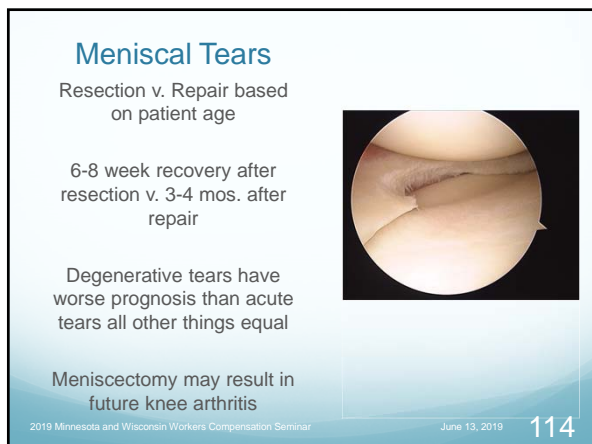 Meniscal Tears
Resection v. Repair based
on patient age
6-8 week recovery after
resection v. 3-4 mos. after
repair
Degenerative tears have
worse prognosis than acute
tears all other things equal
Meniscectomy may result in
future knee arthritis
2019 Minnesota and Wisconsin Workers Compensation Seminar
June 13, 2019
114